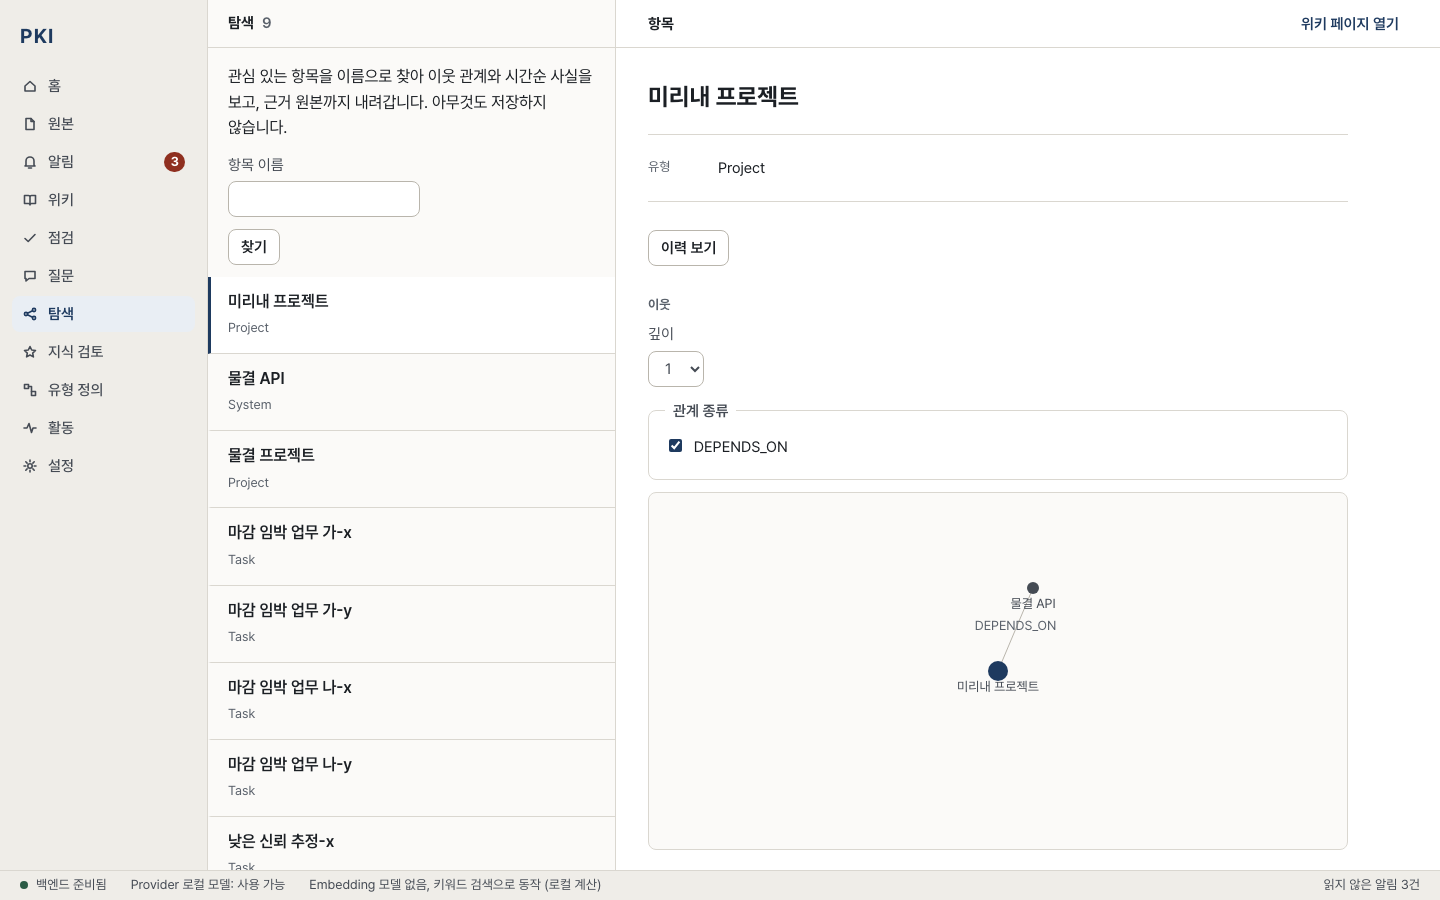 PKI
홈
원본
알림 3
위키
점검
질문
탐색
지식 검토
유형 정의
활동
설정
탐색 9
관심 있는 항목을 이름으로 찾아 이웃 관계와 시간순 사실을
보고, 근거 원본까지 내려갑니다. 아무것도 저장하지
않습니다.
항목 이름
찾기
미리내 프로젝트
Project
물결 API
System
물결 프로젝트
Project
마감 임박 업무 가-x
Task
마감 임박 업무 가-y
Task
마감 임박 업무 나-x
Task
마감 임박 업무 나-y
Task
낮은 신뢰 추정-x
Task
항목
위키 페이지 열기
미리내 프로젝트
유형 Project
이력 보기
이웃
깊이
1
관계 종류
DEPENDS_ON
물결 API
DEPENDS_ON
미리내 프로젝트
백엔드 준비됨 Provider 로컬 모델: 사용 가능 Embedding 모델 없음, 키워드 검색으로 동작 (로컬 계산) 읽지 않은 알림 3건